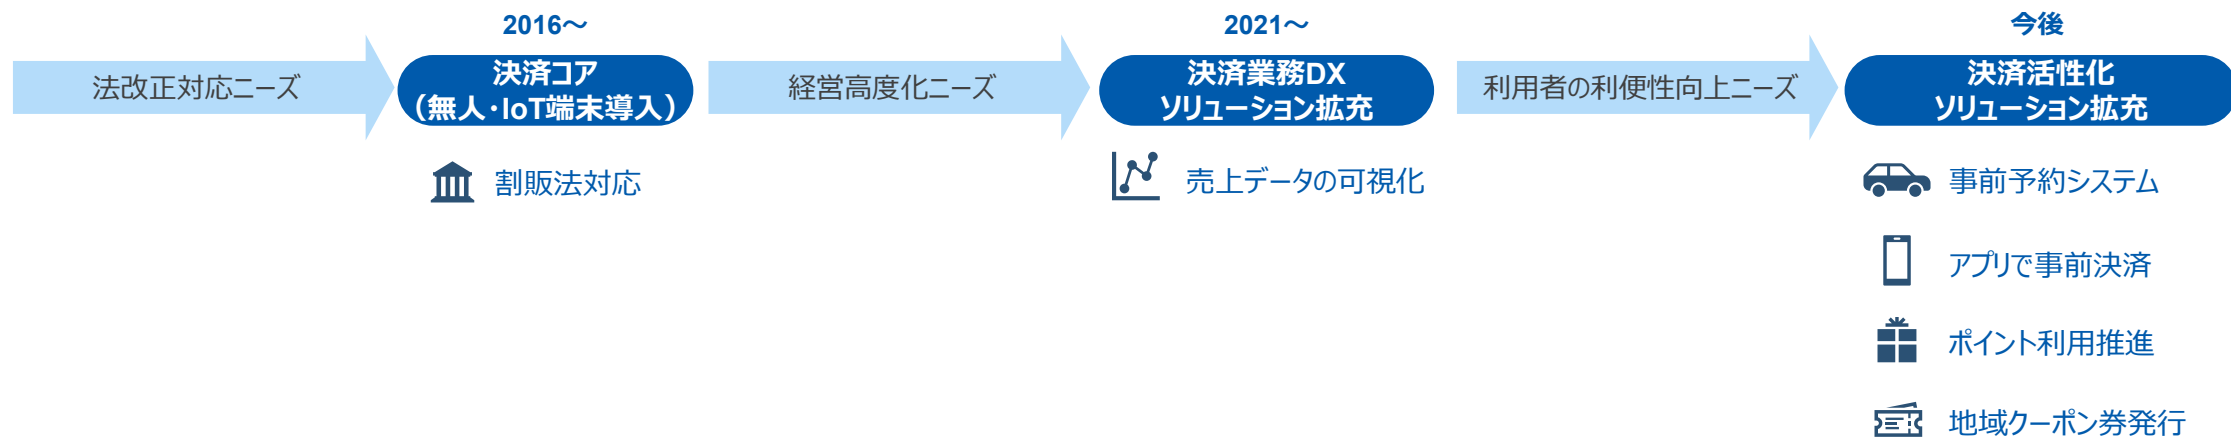 2016～
2021～
今後
法改正対応ニーズ
決済コア
（無人・IoT端末導入）
経営高度化ニーズ
決済業務DX
ソリューション拡充
利用者の利便性向上ニーズ
決済活性化
ソリューション拡充
割販法対応
売上データの可視化
事前予約システム
アプリで事前決済
ポイント利用推進
地域クーポン券発行